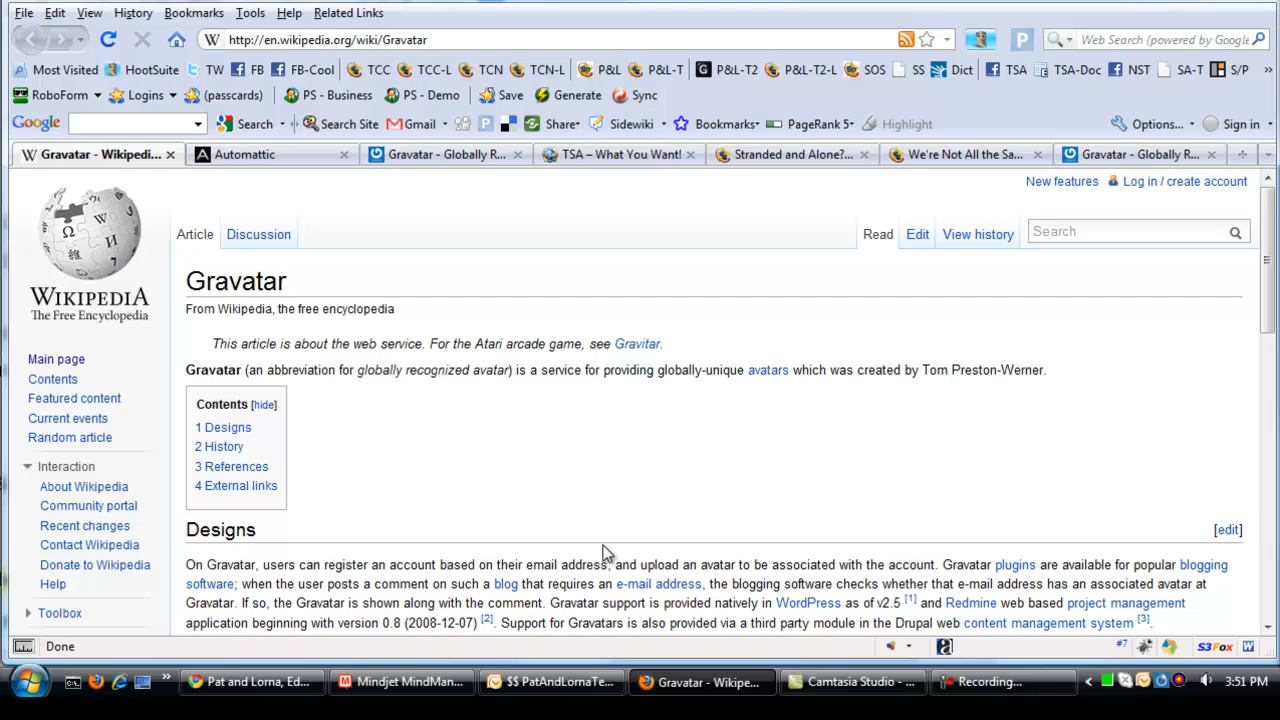 File Edit View History Bookmarks Tools Help Related Links
W http://en.wikipedia.org/wiki/Gravatar Web Search (powered by Google
Most Visited HootSuite TW FB FB-Cool TCC TCC-L TCN TCN-L P&L P&L-T P&L-T2 P&L-T2-L SOS SS Dict TSA TSA-Doc NST SA-T S/P »
RoboForm Logins (passcards) PS - Business PS - Demo Save Generate Sync
Google Search Search Site Gmail Share Sidewiki Bookmarks PageRank 5 Highlight Options... Sign in
W Gravatar - Wikipedi... Automattic Gravatar - Globally R... TSA – What You Want! Stranded and Alone?... We're Not All the Sa... Gravatar - Globally R...
New features Log in / create account
Article Discussion Read Edit View history Search
WIKIPEDIA
The Free Encyclopedia
Main page
Contents
Featured content
Current events
Random article
Interaction
About Wikipedia
Community portal
Recent changes
Contact Wikipedia
Donate to Wikipedia
Help
Toolbox
Gravatar
From Wikipedia, the free encyclopedia
This article is about the web service. For the Atari arcade game, see Gravitar.
Gravatar (an abbreviation for globally recognized avatar) is a service for providing globally-unique avatars which was created by Tom Preston-Werner.
Contents [hide]
1 Designs
2 History
3 References
4 External links
Designs [edit]
On Gravatar, users can register an account based on their email address, and upload an avatar to be associated with the account. Gravatar plugins are available for popular blogging
software; when the user posts a comment on such a blog that requires an e-mail address, the blogging software checks whether that e-mail address has an associated avatar at
Gravatar. If so, the Gravatar is shown along with the comment. Gravatar support is provided natively in WordPress as of v2.5 [1] and Redmine web based project management
application beginning with version 0.8 (2008-12-07) [2]. Support for Gravatars is also provided via a third party module in the Drupal web content management system [3].
Done #7 S3Fox
Pat and Lorna, Ed... Mindjet MindMan... $$ PatAndLornaTe... Gravatar - Wikipe... Camtasia Studio - ... Recording... 3:51 PM